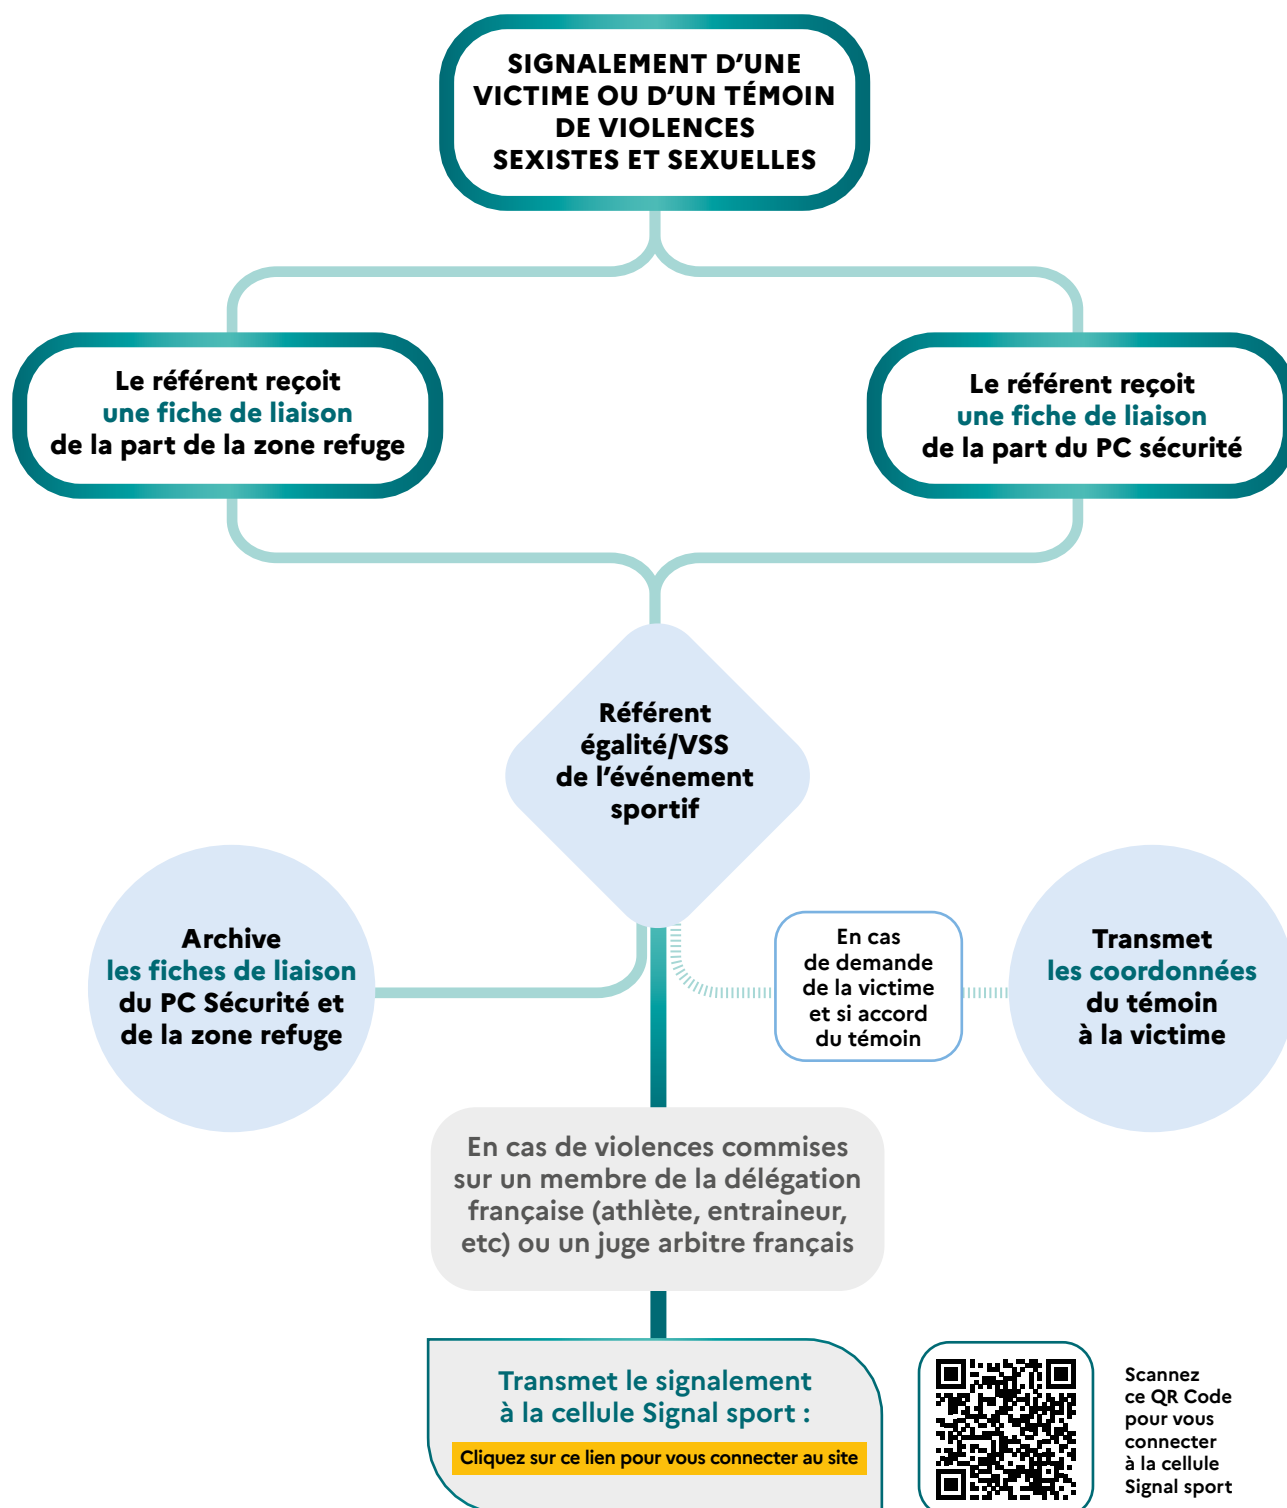 SIGNALEMENT D'UNE
VICTIME OU D'UN TÉMOIN
DE VIOLENCES
SEXISTES ET SEXUELLES
Le référent reçoit
une fiche de liaison
de la part de la zone refuge
Le référent reçoit
une fiche de liaison
de la part du PC sécurité
Référent
égalité/VSS
de l'événement
sportif
Archive
les fiches de liaison
du PC Sécurité et
de la zone refuge
En cas
de demande
de la victime
et si accord
du témoin
Transmet
les coordonnées
du témoin
à la victime
En cas de violences commises
sur un membre de la délégation
française (athlète, entraineur,
etc) ou un juge arbitre français
Transmet le signalement
à la cellule Signal sport :
Cliquez sur ce lien pour vous connecter au site
Scannez
ce QR Code
pour vous
connecter
à la cellule
Signal sport